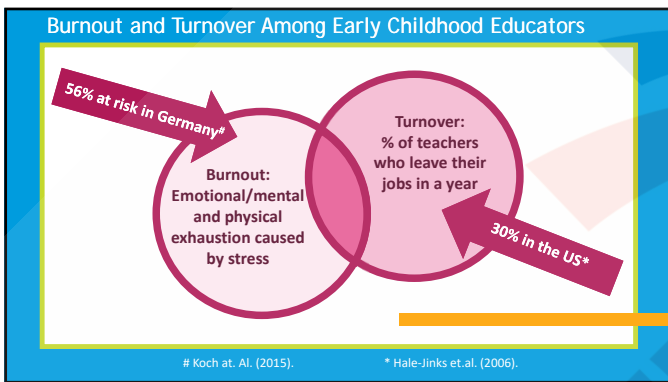 Burnout and Turnover Among Early Childhood Educators
56% at risk in Germany#
Burnout:
Emotional/mental
and physical
exhaustion caused
by stress
Turnover:
% of teachers
who leave their
jobs in a year
30% in the US*
# Koch at. Al. (2015).
* Hale-Jinks et.al. (2006).